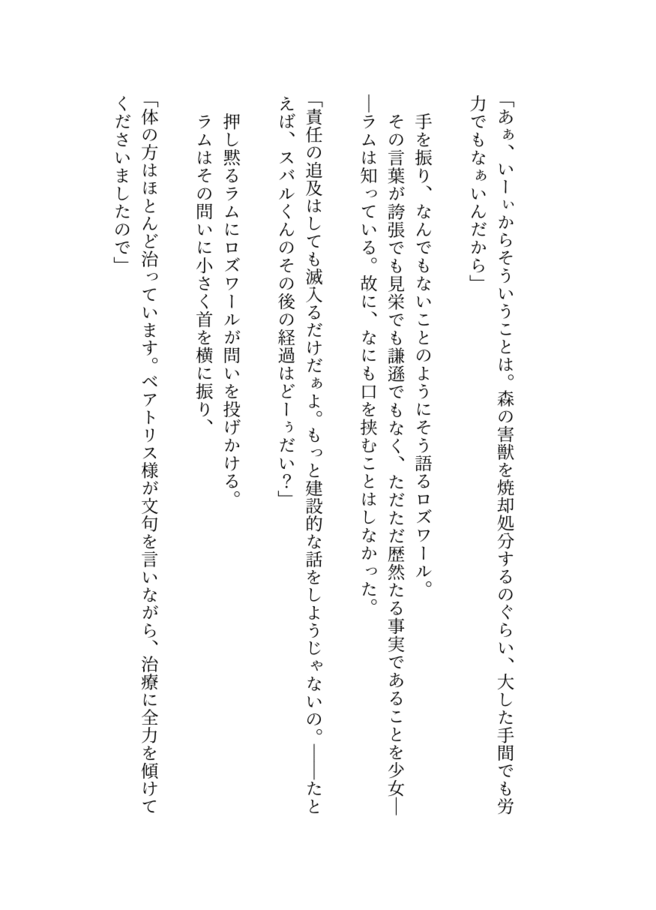 「あぁ、いーぃからそういうことは。森の害獣を焼却処分するのぐらい、大した手間でも労
力でもなぁいんだから」
手を振り、なんでもないことのようにそう語るロズワール。
その言葉が誇張でも見栄でも謙遜でもなく、ただただ歴然たる事実であることを少女―
―ラムは知っている。故に、なにも口を挟むことはしなかった。
「責任の追及はしても滅入るだけだぁよ。もっと建設的な話をしようじゃないの。――たと
えば、スバルくんのその後の経過はどーぅだい？」
押し黙るラムにロズワールが問いを投げかける。
ラムはその問いに小さく首を横に振り、
「体の方はほとんど治っています。ベアトリス様が文句を言いながら、治療に全力を傾けて
くださいましたので」